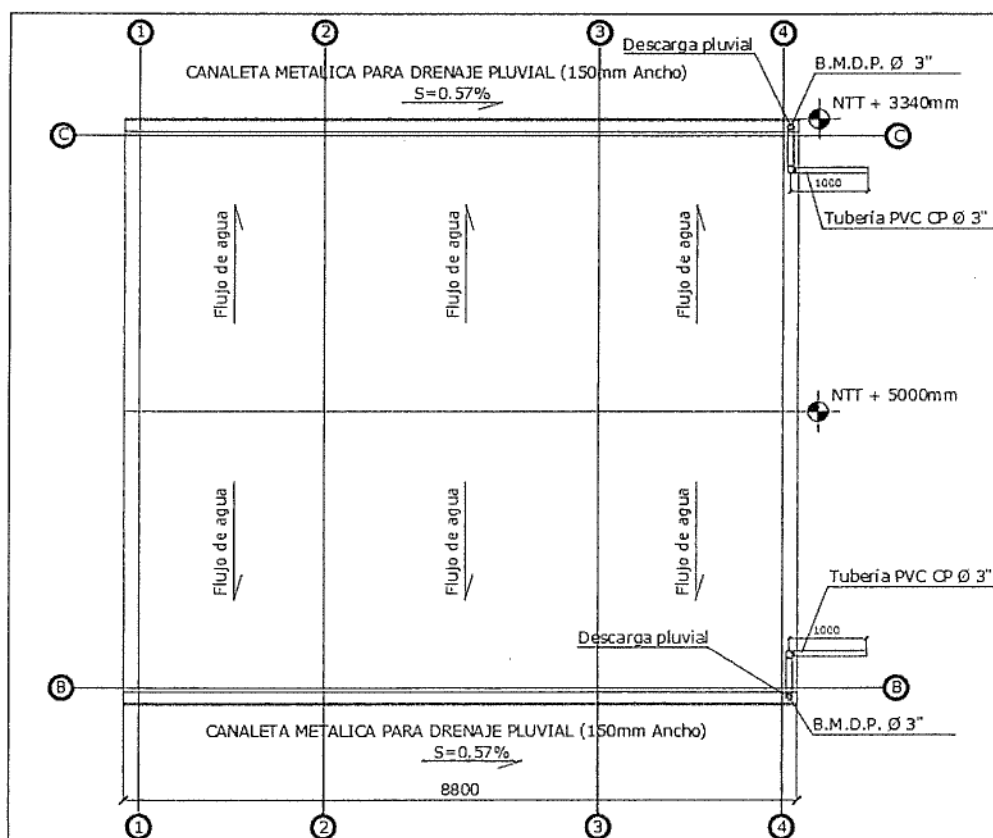 1 2 3 4
Descarga pluvial
B.M.D.P. Ø 3"
CANALETA METALICA PARA DRENAJE PLUVIAL (150mm Ancho)
S=0.57%
NTT + 3340mm
C C
1000
Tubería PVC CP Ø 3"
Flujo de agua Flujo de agua Flujo de agua
NTT + 5000mm
Flujo de agua Flujo de agua Flujo de agua
Tubería PVC CP Ø 3"
1000
Descarga pluvial
B B
B.M.D.P. Ø 3"
CANALETA METALICA PARA DRENAJE PLUVIAL (150mm Ancho)
S=0.57%
8800
1 2 3 4